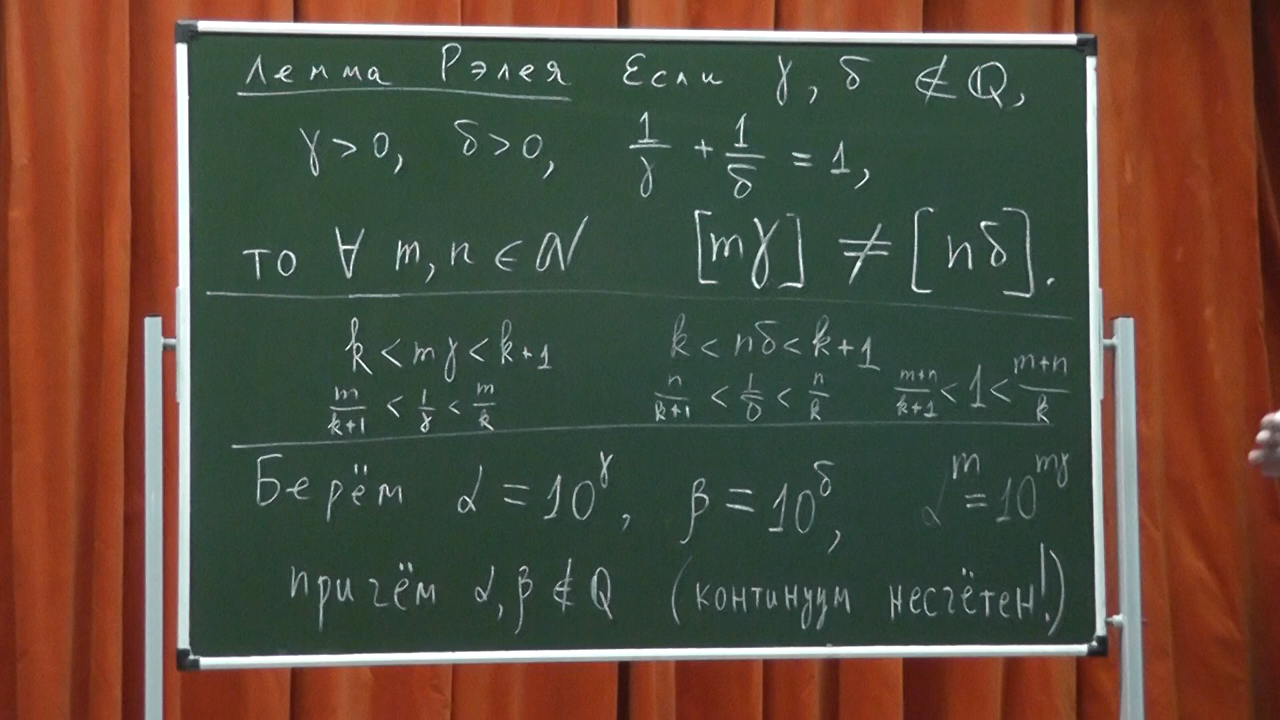 Лемма Рэлея Если γ, δ ∉ ℚ,
γ > 0, δ > 0, 1/γ + 1/δ = 1,
то ∀ m, n ∈ N [mγ] ≠ [nδ].
k < mγ < k+1 k < nδ < k+1
m/(k+1) < 1/γ < m/k n/(k+1) < 1/δ < n/k (m+n)/(k+1) < 1 < (m+n)/k
Берём α = 10^γ, β = 10^δ, α^m = 10^(mγ)
причём α, β ∉ Q (континуум несчётен!)